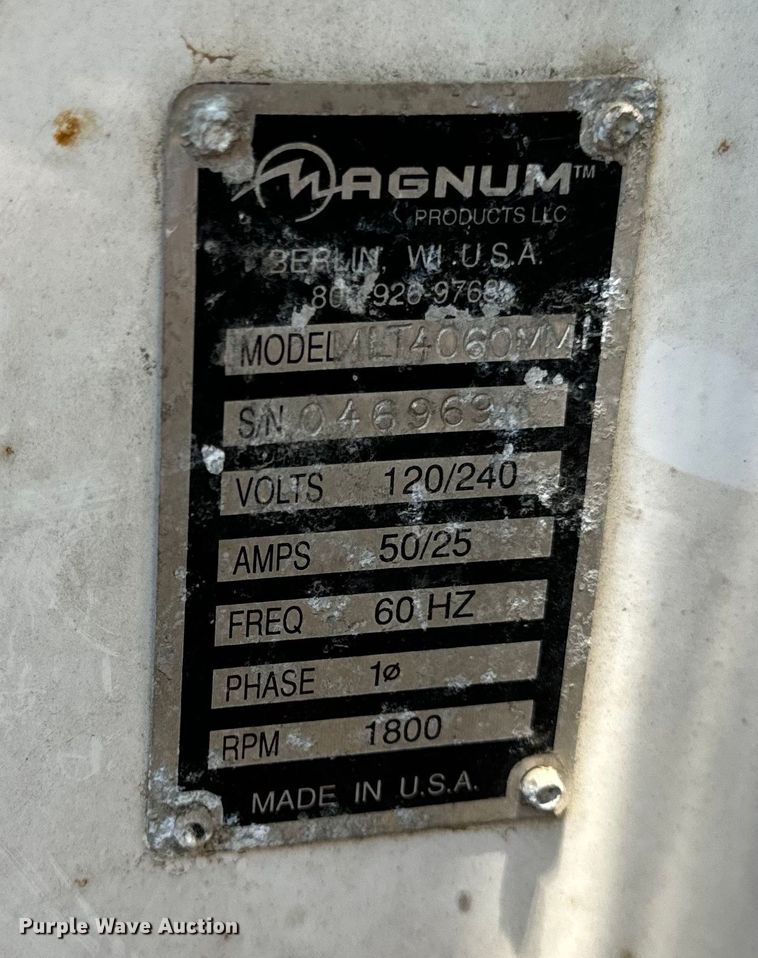 MAGNUM™
PRODUCTS LLC
BERLIN, WI. U.S.A.
MODEL MLT4060MMH
S/N
VOLTS 120/240
AMPS 50/25
FREQ 60 HZ
PHASE 1ø
RPM 1800
MADE IN U.S.A.
Purple Wave Auction